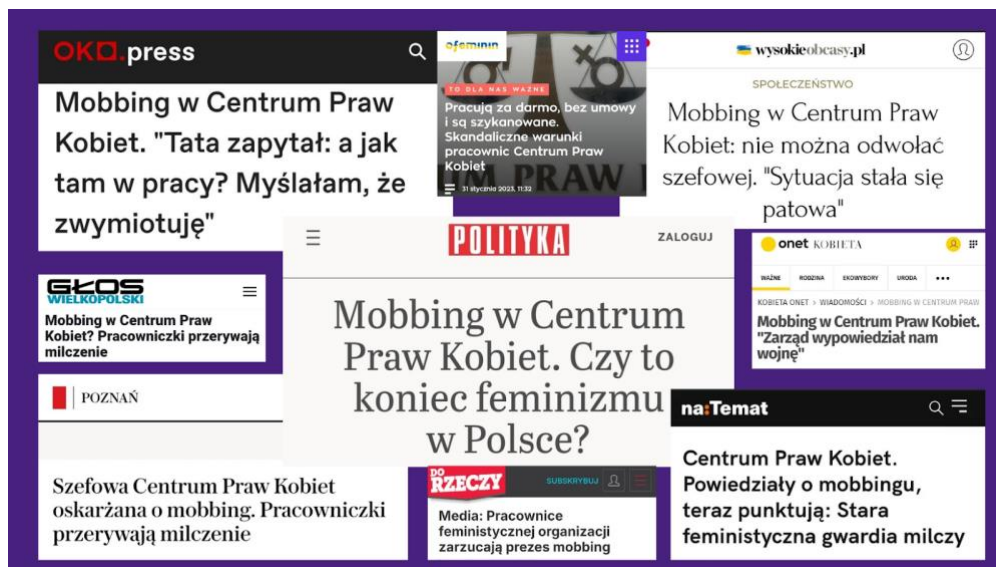 OKO.press
Mobbing w Centrum Praw
Kobiet. "Tata zapytał: a jak
tam w pracy? Myślałam, że
zwymiotuję"
ofeminin
TO DLA NAS WAŻNE
Pracują za darmo, bez umowy
i są szykanowane.
Skandaliczne warunki
pracownic Centrum Praw
Kobiet
31 stycznia 2023, 11:32
UM PRAW
wysokieobcasy.pl
SPOŁECZEŃSTWO
Mobbing w Centrum Praw
Kobiet: nie można odwołać
szefowej. "Sytuacja stała się
patowa"
POLITYKA
ZALOGUJ
Mobbing w Centrum
Praw Kobiet. Czy to
koniec feminizmu
w Polsce?
GŁOS
WIELKOPOLSKI
Mobbing w Centrum Praw
Kobiet? Pracowniczki przerywają
milczenie
onet KOBIETA
WAŻNE RODZINA EKOWYBORY URODA
KOBIETA ONET > WIADOMOŚCI > MOBBING W CENTRUM PRAW
Mobbing w Centrum Praw Kobiet.
"Zarząd wypowiedział nam
wojnę"
POZNAŃ
Szefowa Centrum Praw Kobiet
oskarżana o mobbing. Pracowniczki
przerywają milczenie
DO
RZECZY
SUBSKRYBUJ
Media: Pracownice
feministycznej organizacji
zarzucają prezes mobbing
na:Temat
Centrum Praw Kobiet.
Powiedziały o mobbingu,
teraz punktują: Stara
feministyczna gwardia milczy